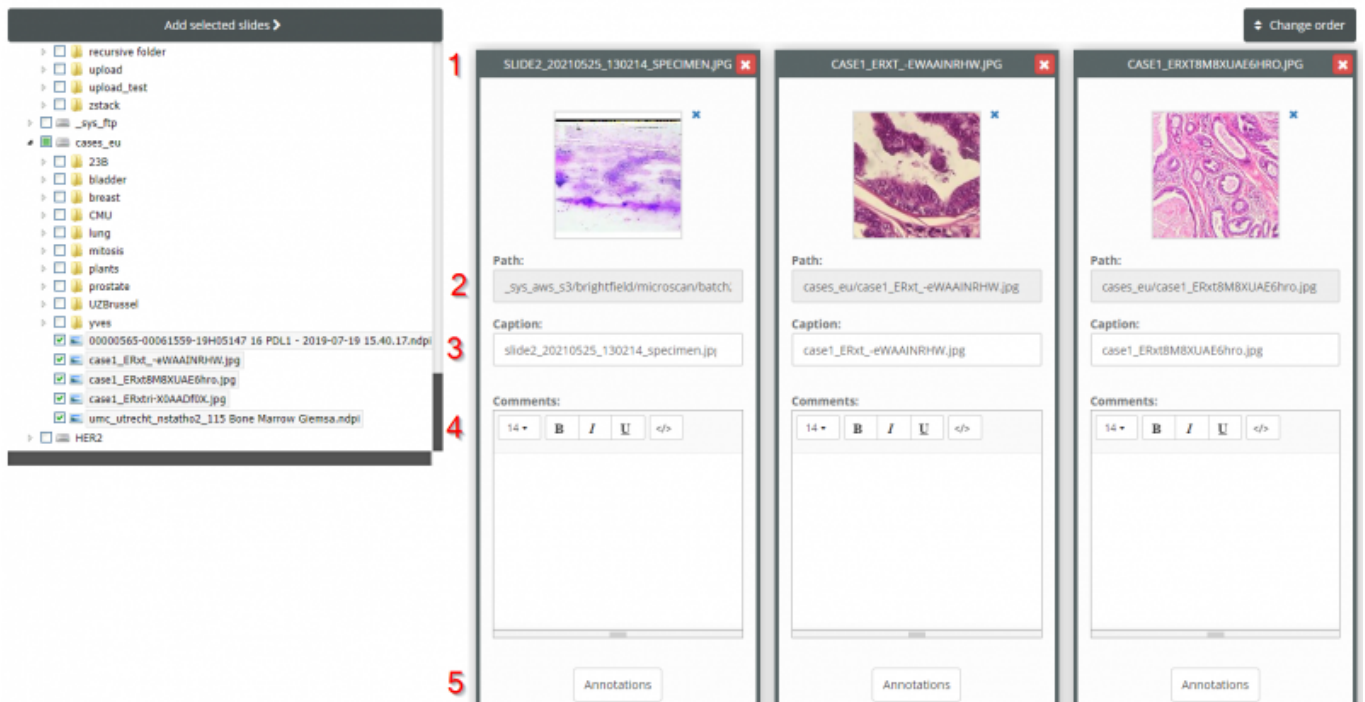 Add selected slides
Change order
recursive folder
upload
upload_test
zstack
_sys_ftp
cases_eu
23B
bladder
breast
CMU
lung
mitosis
plants
prostate
UZBrussel
yves
00000565-00061559-19H05147 16 PDL1 - 2019-07-19 15.40.17.ndpi
case1_ERxt_-eWAAINRHW.jpg
case1_ERxt8M8XUAE6hro.jpg
case1_ERxtri-X0AADf0X.jpg
umc_utrecht_nstatho2_115 Bone Marrow Giemsa.ndpi
HER2
1
SLIDE2_20210525_130214_SPECIMEN.JPG
CASE1_ERXT_-EWAAINRHW.JPG
CASE1_ERXT8M8XUAE6HRO.JPG
Path:
Path:
Path:
2
_sys_aws_s3/brightfield/microscan/batch
cases_eu/case1_ERxt_-eWAAINRHW.jpg
cases_eu/case1_ERxt8M8XUAE6hro.jpg
Caption:
Caption:
Caption:
3
slide2_20210525_130214_specimen.jpg
case1_ERxt_-eWAAINRHW.jpg
case1_ERxt8M8XUAE6hro.jpg
Comments:
Comments:
Comments:
4
14 B I U </>
14 B I U </>
14 B I U </>
5
Annotations
Annotations
Annotations